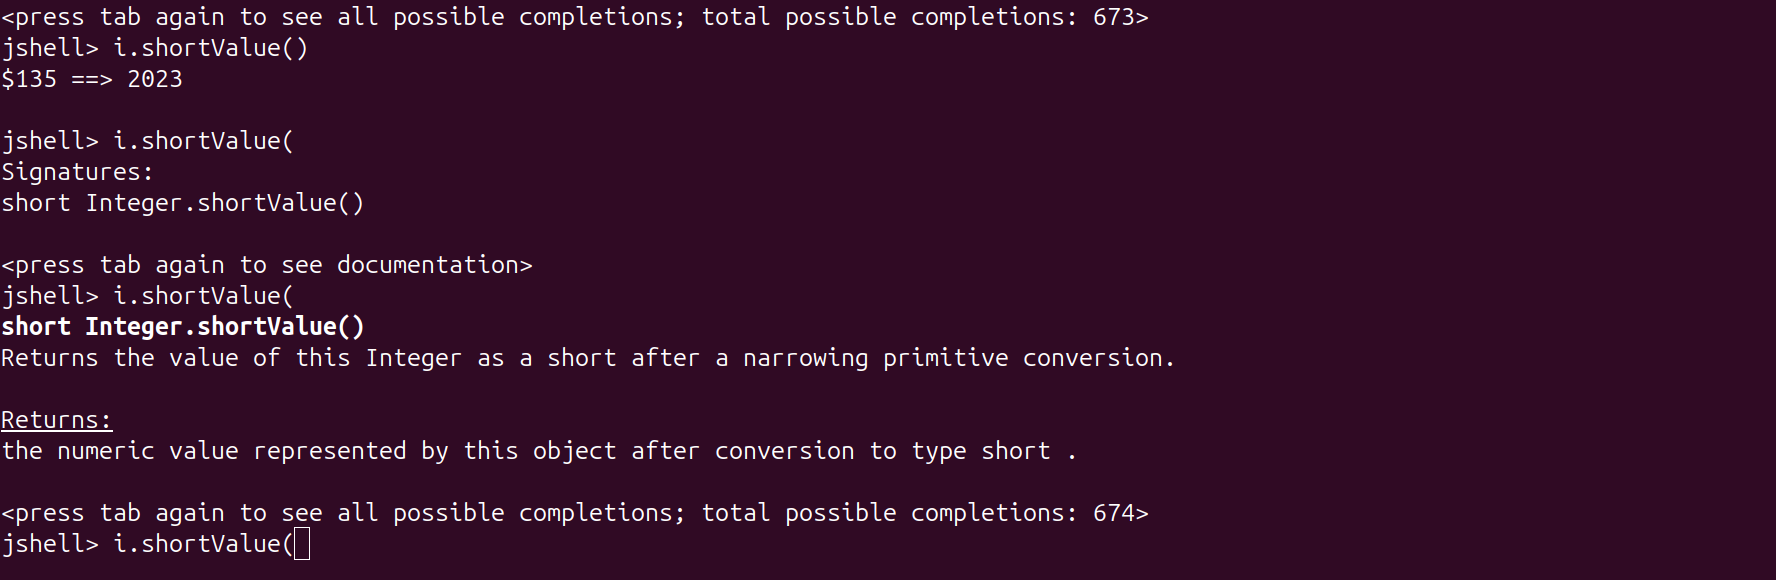 <press tab again to see all possible completions; total possible completions: 673>
jshell> i.shortValue()
$135 ==> 2023
jshell> i.shortValue(
Signatures:
short Integer.shortValue()
<press tab again to see documentation>
jshell> i.shortValue(
short Integer.shortValue()
Returns the value of this Integer as a short after a narrowing primitive conversion.
Returns:
the numeric value represented by this object after conversion to type short .
<press tab again to see all possible completions; total possible completions: 674>
jshell> i.shortValue(